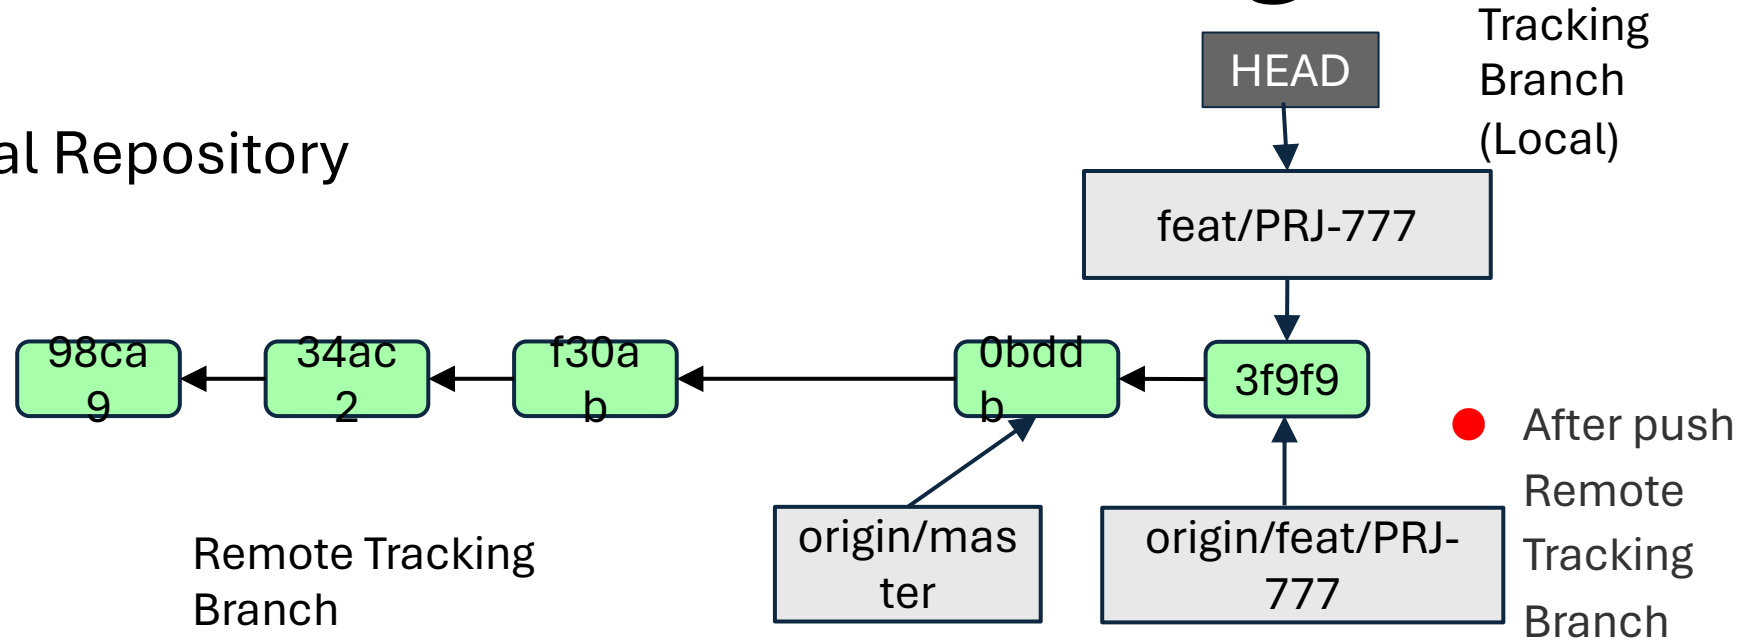 Tracking
Branch
(Local)
HEAD
al Repository
feat/PRJ-777
98ca
9
34ac
2
f30a
b
0bdd
b
3f9f9
After push
Remote
Tracking
Branch
origin/mas
ter
origin/feat/PRJ-
777
Remote Tracking
Branch